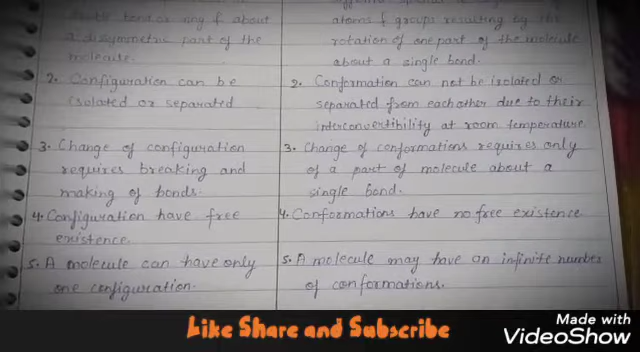 double bond or ring & about
a dissymmetric part of the
molecule.
2. Configuration can be
isolated or separated
3. Change of configuration
requires breaking and
making of bonds.
4. Configuration have free
existence.
5. A molecule can have only
one configuration.
atoms & groups resulting by the
rotation of one part of the molecule
about a single bond.
2. Conformation can not be isolated or
separated from each other due to their
interconvertibility at room temperature.
3. Change of conformations requires only
of a part of molecule about a
single bond.
4. Conformations have no free existence
5. A molecule may have an infinite number
of conformations.
Like Share and Subscribe
Made with
VideoShow